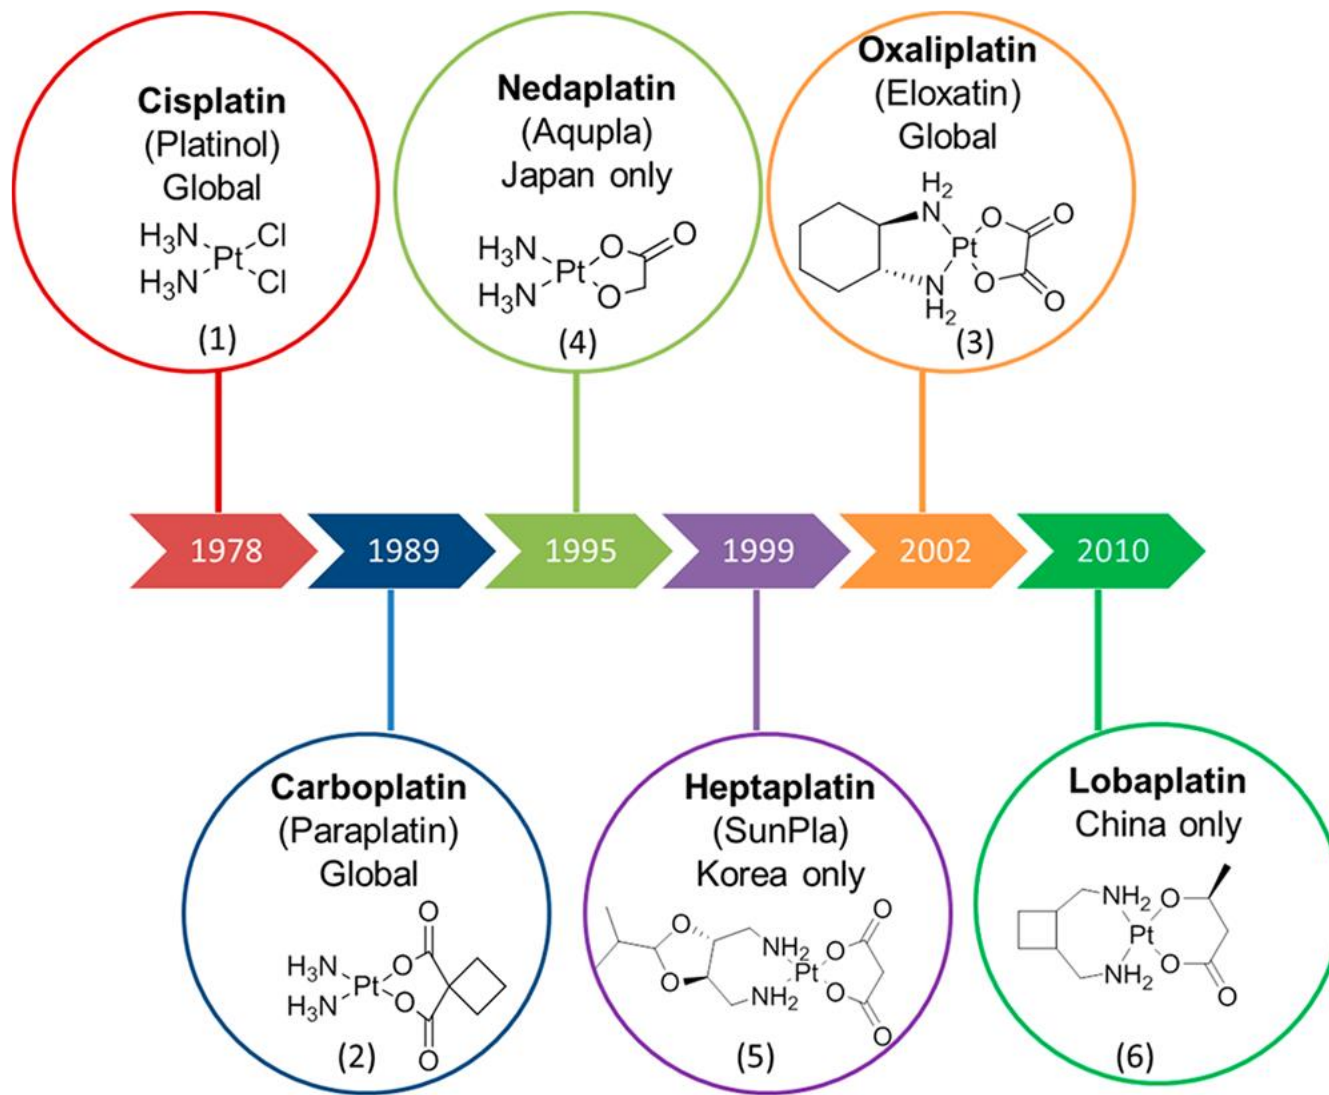 Cisplatin
(Platinol)
Global
H₃N Cl
Pt
H₃N Cl
(1)
Nedaplatin
(Aqupla)
Japan only
H₃N O O
Pt
H₃N O
(4)
Oxaliplatin
(Eloxatin)
Global
H₂
N O O
Pt
N O O
H₂
(3)
1978
1989
1995
1999
2002
2010
Carboplatin
(Paraplatin)
Global
O
H₃N O
Pt
H₃N O
O
(2)
Heptaplatin
(SunPla)
Korea only
O
O NH₂ O
Pt
O NH₂ O
O
(5)
Lobaplatin
China only
NH₂ O
Pt
NH₂ O
O
(6)